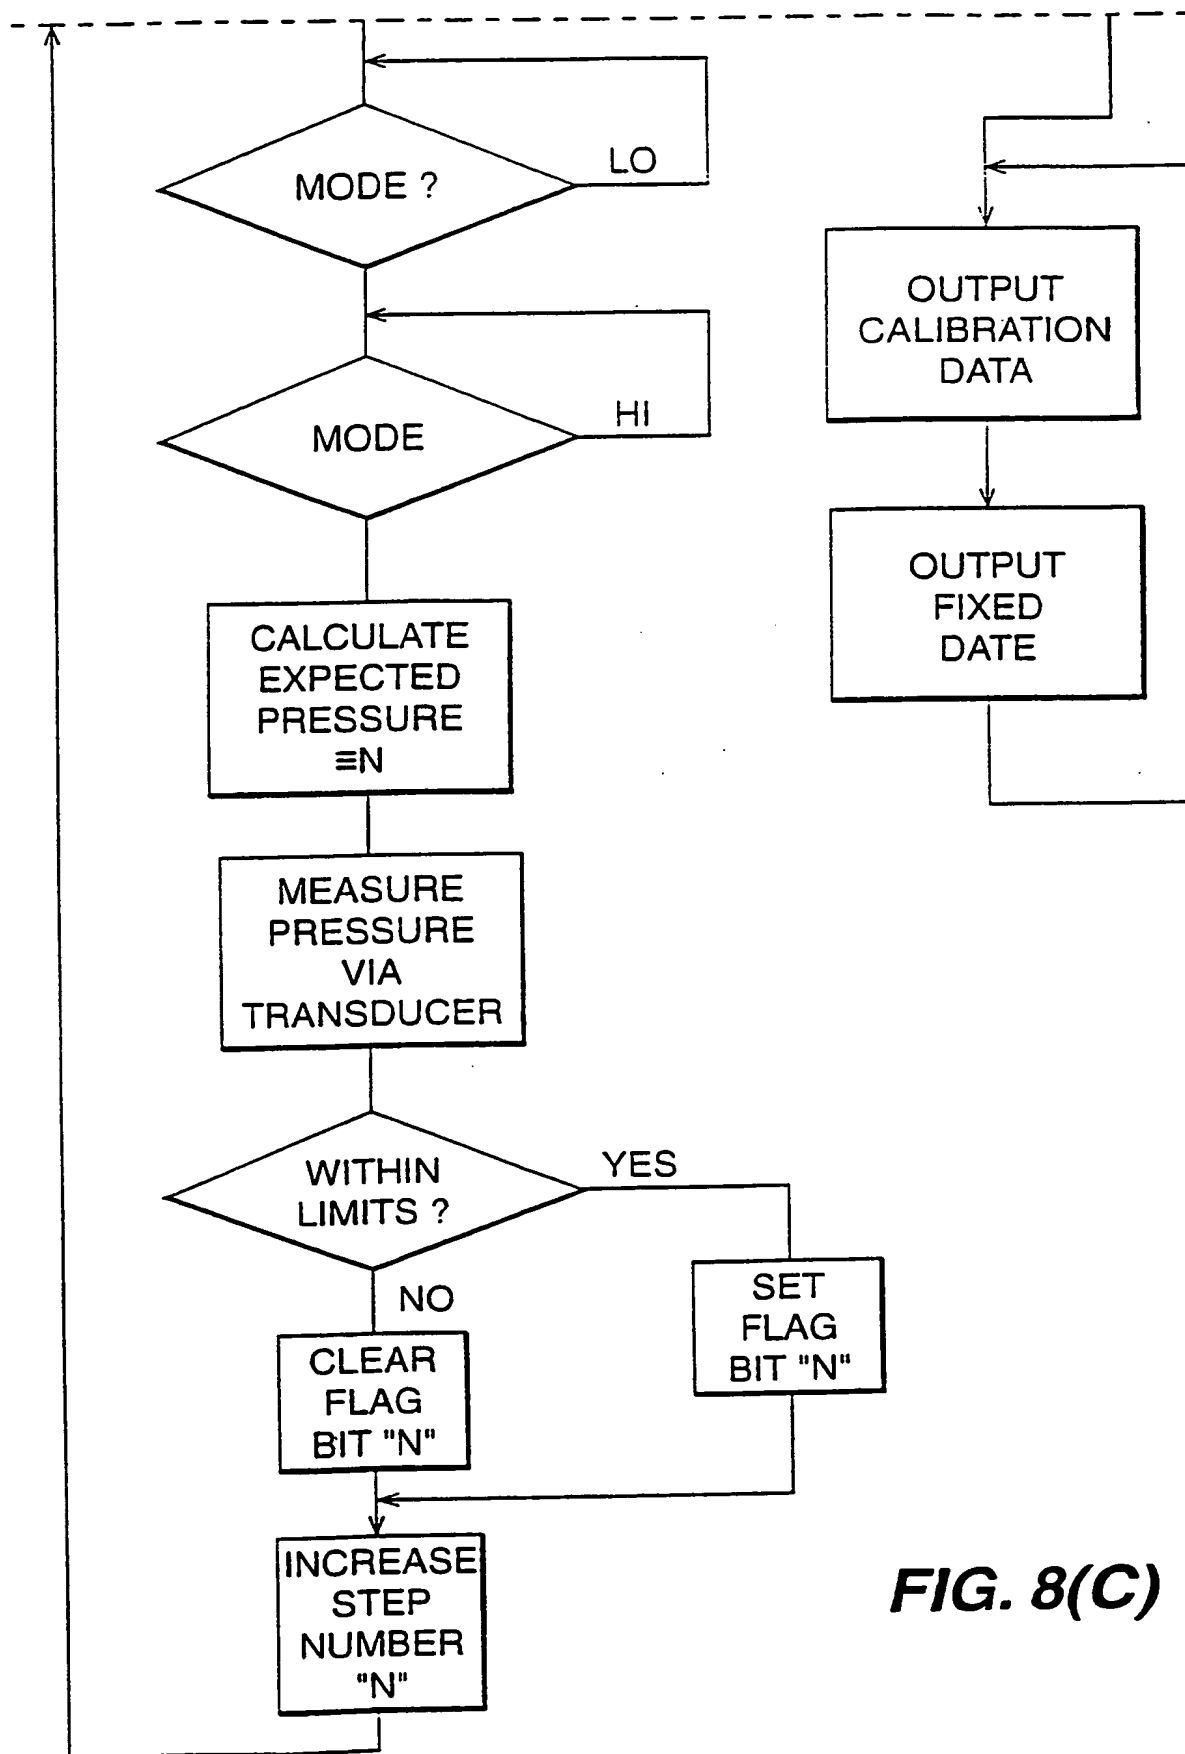 MODE ?
LO
MODE
HI
CALCULATE
EXPECTED
PRESSURE
≡N
MEASURE
PRESSURE
VIA
TRANSDUCER
WITHIN
LIMITS ?
YES
NO
SET
FLAG
BIT "N"
CLEAR
FLAG
BIT "N"
INCREASE
STEP
NUMBER
"N"
OUTPUT
CALIBRATION
DATA
OUTPUT
FIXED
DATE
FIG. 8(C)